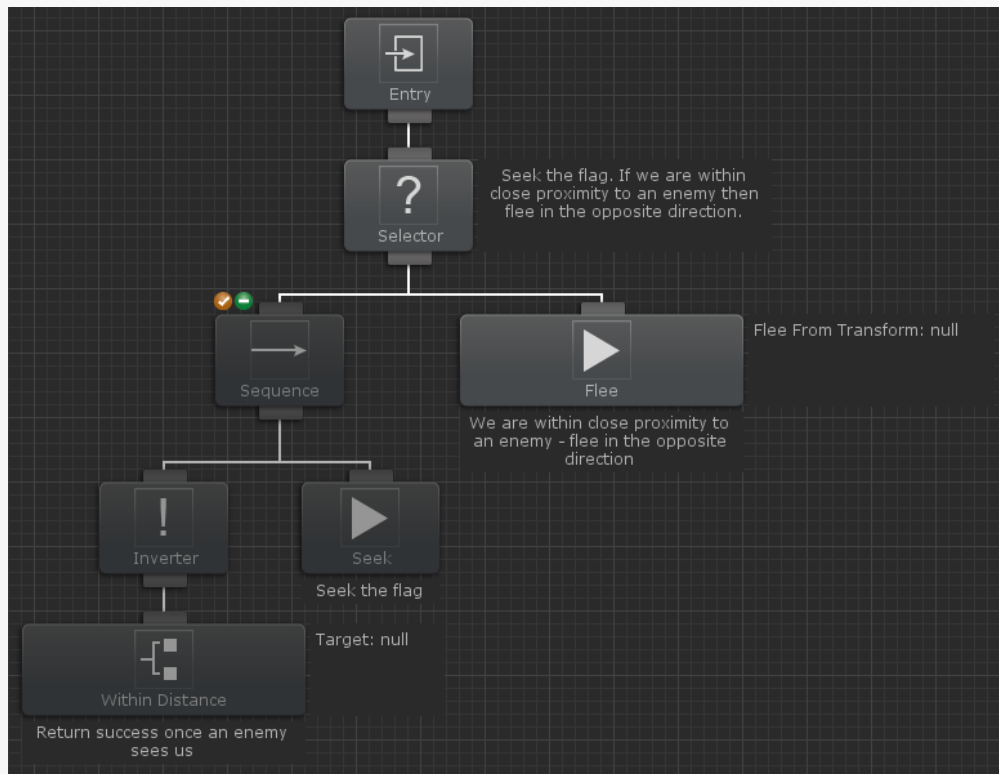 Entry
?
Selector
Seek the flag. If we are within
close proximity to an enemy then
flee in the opposite direction.
Sequence
Flee
Flee From Transform: null
We are within close proximity to
an enemy - flee in the opposite
direction
!
Inverter
Seek
Seek the flag
Within Distance
Target: null
Return success once an enemy
sees us